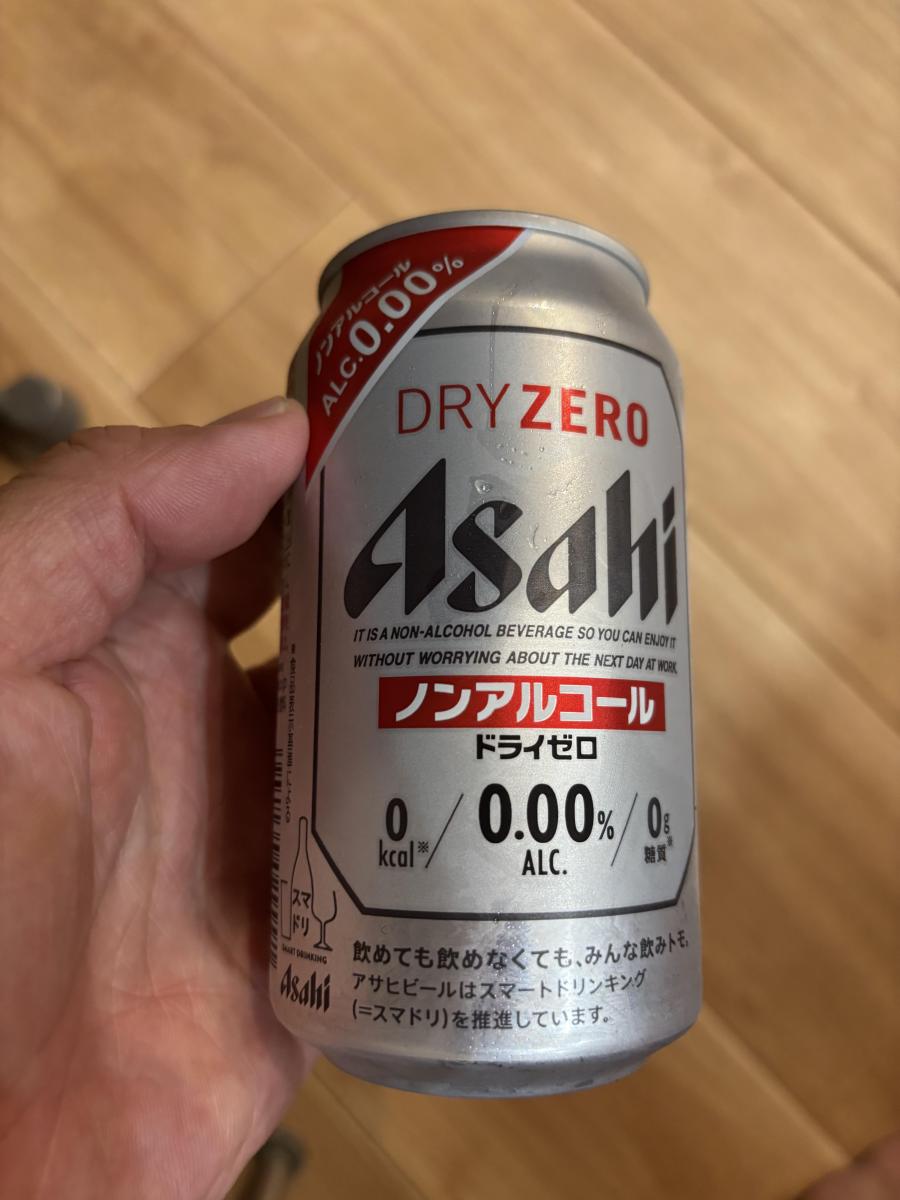 ノンアルコール
ALC.0.00%
DRY ZERO
Asahi
IT IS A NON-ALCOHOL BEVERAGE SO YOU CAN ENJOY IT
WITHOUT WORRYING ABOUT THE NEXT DAY AT WORK.
ノンアルコール
ドライゼロ
0 kcal※ / 0.00% ALC. / 0g※ 糖質
スマ
ドリ
SMART DRINKING
Asahi
飲めても飲めなくても、みんな飲みトモ。
アサヒビールはスマートドリンキング
(=スマドリ)を推進しています。